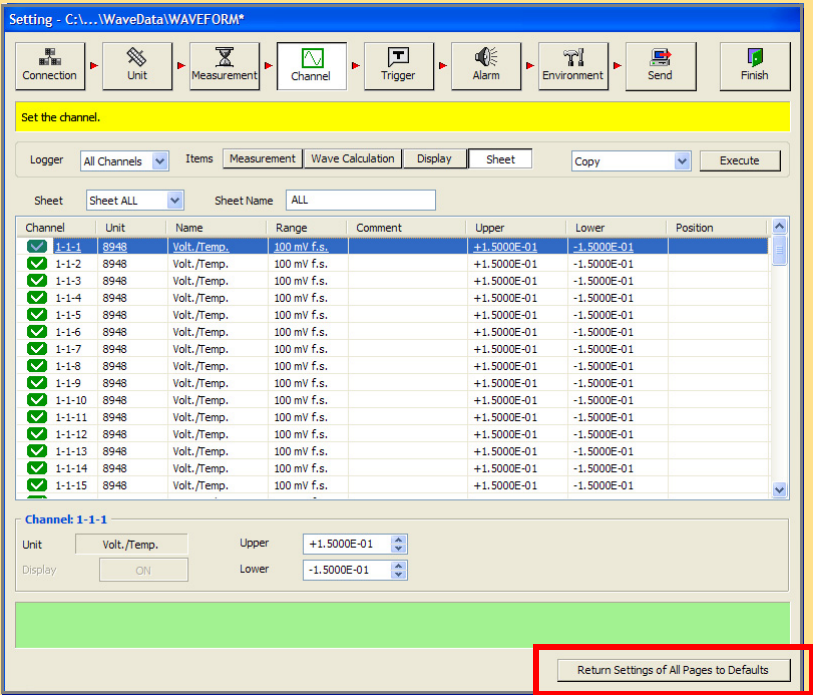 Setting - C:\...\WaveData\WAVEFORM*
Connection Unit Measurement Channel Trigger Alarm Environment Send Finish
Set the channel.
Logger All Channels Items Measurement Wave Calculation Display Sheet Copy Execute
Sheet Sheet ALL Sheet Name ALL
Channel Unit Name Range Comment Upper Lower Position
1-1-1 8948 Volt./Temp. 100 mV f.s. +1.5000E-01 -1.5000E-01
1-1-2 8948 Volt./Temp. 100 mV f.s. +1.5000E-01 -1.5000E-01
1-1-3 8948 Volt./Temp. 100 mV f.s. +1.5000E-01 -1.5000E-01
1-1-4 8948 Volt./Temp. 100 mV f.s. +1.5000E-01 -1.5000E-01
1-1-5 8948 Volt./Temp. 100 mV f.s. +1.5000E-01 -1.5000E-01
1-1-6 8948 Volt./Temp. 100 mV f.s. +1.5000E-01 -1.5000E-01
1-1-7 8948 Volt./Temp. 100 mV f.s. +1.5000E-01 -1.5000E-01
1-1-8 8948 Volt./Temp. 100 mV f.s. +1.5000E-01 -1.5000E-01
1-1-9 8948 Volt./Temp. 100 mV f.s. +1.5000E-01 -1.5000E-01
1-1-10 8948 Volt./Temp. 100 mV f.s. +1.5000E-01 -1.5000E-01
1-1-11 8948 Volt./Temp. 100 mV f.s. +1.5000E-01 -1.5000E-01
1-1-12 8948 Volt./Temp. 100 mV f.s. +1.5000E-01 -1.5000E-01
1-1-13 8948 Volt./Temp. 100 mV f.s. +1.5000E-01 -1.5000E-01
1-1-14 8948 Volt./Temp. 100 mV f.s. +1.5000E-01 -1.5000E-01
1-1-15 8948 Volt./Temp. 100 mV f.s. +1.5000E-01 -1.5000E-01
Channel: 1-1-1
Unit Volt./Temp. Upper +1.5000E-01
Display ON Lower -1.5000E-01
Return Settings of All Pages to Defaults